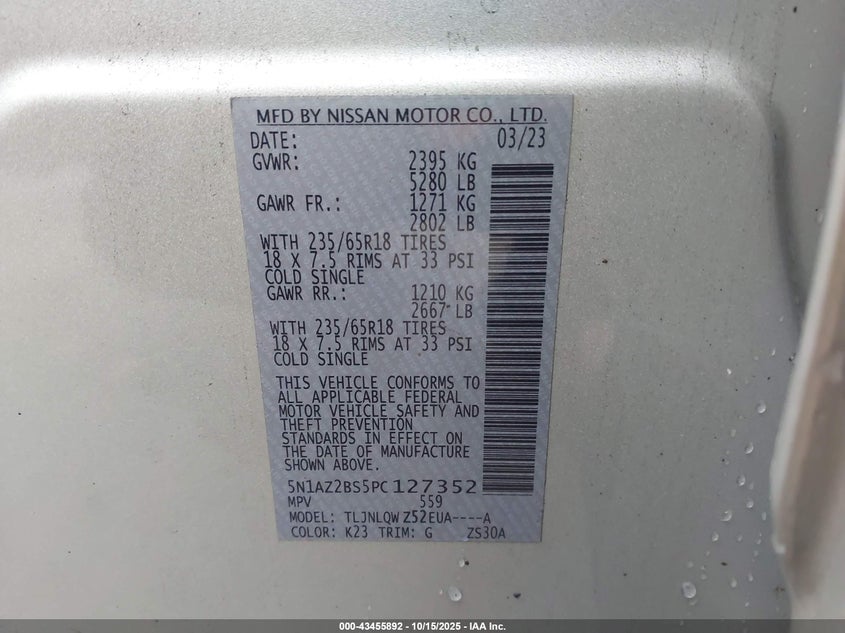 MFD BY NISSAN MOTOR CO., LTD.
DATE: 03/23
GVWR: 2395 KG
5280 LB
GAWR FR.: 1271 KG
2802 LB
WITH 235/65R18 TIRES
18 X 7.5 RIMS AT 33 PSI
COLD SINGLE
GAWR RR.: 1210 KG
2667 LB
WITH 235/65R18 TIRES
18 X 7.5 RIMS AT 33 PSI
COLD SINGLE
THIS VEHICLE CONFORMS TO
ALL APPLICABLE FEDERAL
MOTOR VEHICLE SAFETY AND
THEFT PREVENTION
STANDARDS IN EFFECT ON
THE DATE OF MANUFACTURE
SHOWN ABOVE.
5N1AZ2BS5PC127352
MPV 559
MODEL: TLJNLQW Z52EUA----A
COLOR: K23 TRIM: G ZS30A
000-43455892 - 10/15/2025 - IAA Inc.